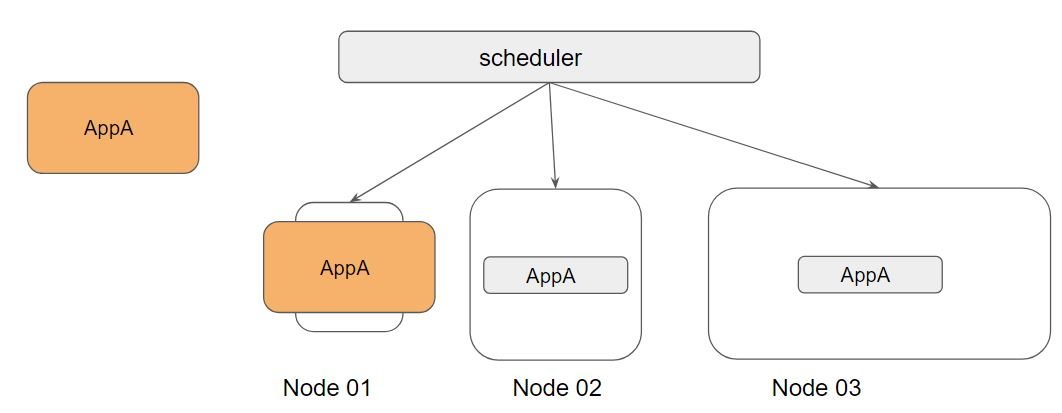 scheduler
AppA
AppA
AppA
AppA
Node 01
Node 02
Node 03